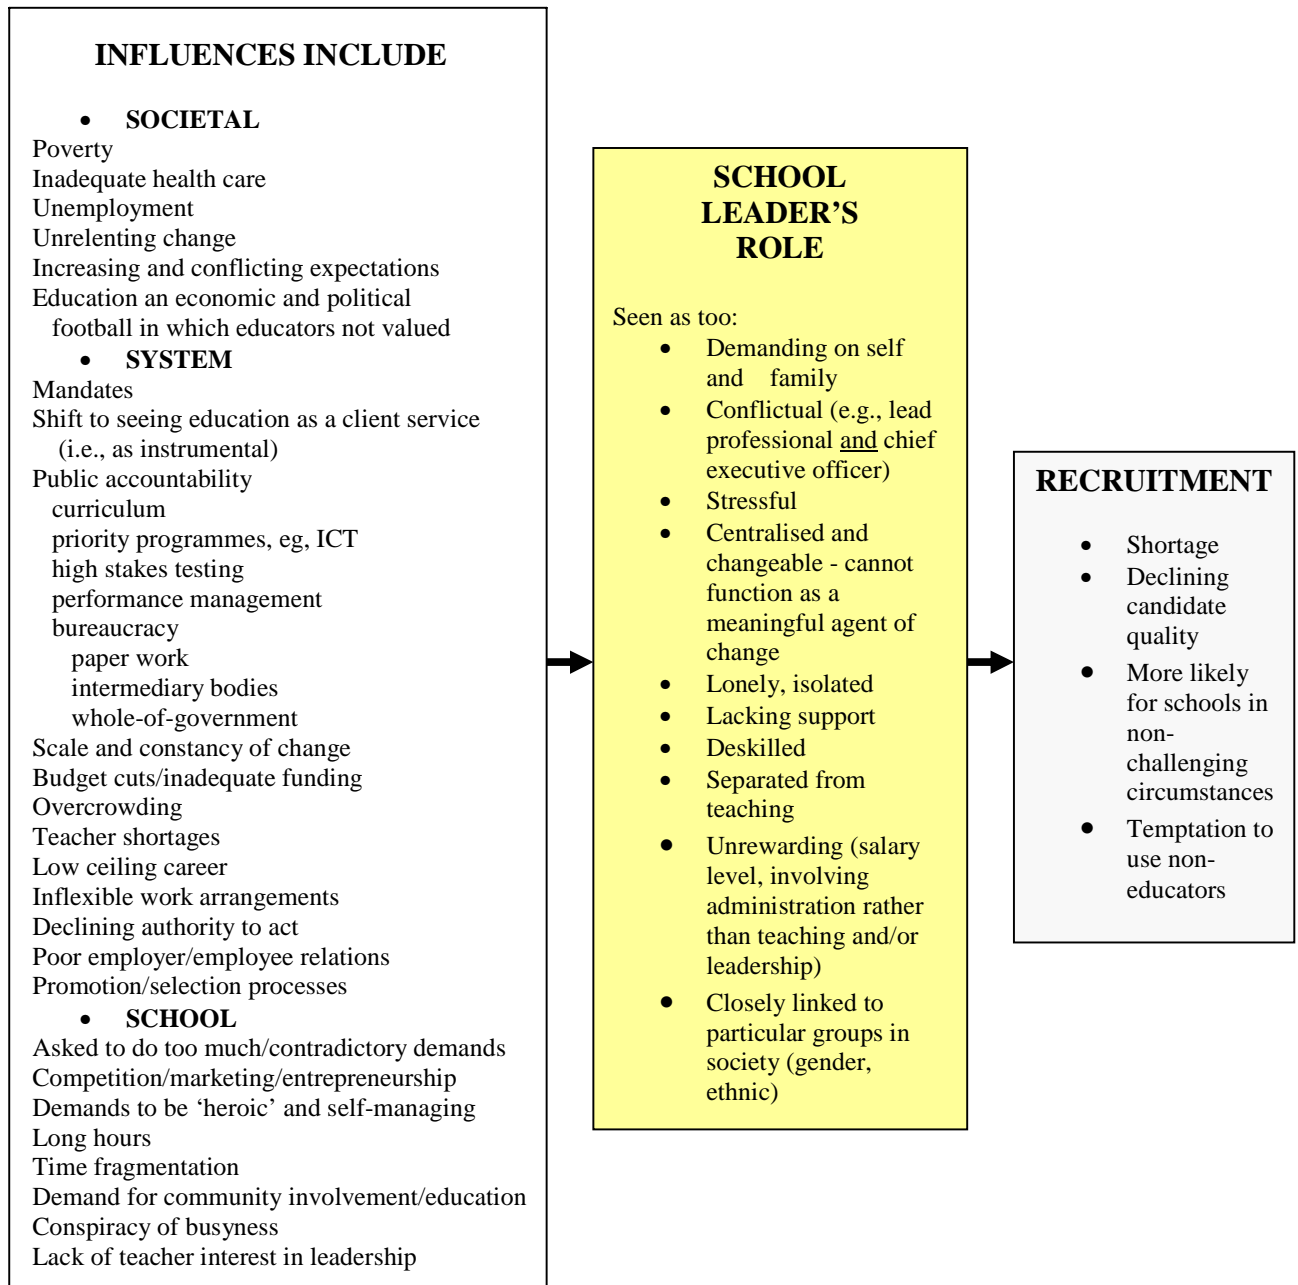 INFLUENCES INCLUDE
• SOCIETAL
Poverty
Inadequate health care
Unemployment
Unrelenting change
Increasing and conflicting expectations
Education an economic and political
football in which educators not valued
• SYSTEM
Mandates
Shift to seeing education as a client service
(i.e., as instrumental)
Public accountability
curriculum
priority programmes, eg, ICT
high stakes testing
performance management
bureaucracy
paper work
intermediary bodies
whole-of-government
Scale and constancy of change
Budget cuts/inadequate funding
Overcrowding
Teacher shortages
Low ceiling career
Inflexible work arrangements
Declining authority to act
Poor employer/employee relations
Promotion/selection processes
• SCHOOL
Asked to do too much/contradictory demands
Competition/marketing/entrepreneurship
Demands to be ‘heroic’ and self-managing
Long hours
Time fragmentation
Demand for community involvement/education
Conspiracy of busyness
Lack of teacher interest in leadership
SCHOOL
LEADER’S
ROLE
Seen as too:
• Demanding on self
and family
• Conflictual (e.g., lead
professional and chief
executive officer)
• Stressful
• Centralised and
changeable - cannot
function as a
meaningful agent of
change
• Lonely, isolated
• Lacking support
• Deskilled
• Separated from
teaching
• Unrewarding (salary
level, involving
administration rather
than teaching and/or
leadership)
• Closely linked to
particular groups in
society (gender,
ethnic)
RECRUITMENT
• Shortage
• Declining
candidate
quality
• More likely
for schools in
non-
challenging
circumstances
• Temptation to
use non-
educators